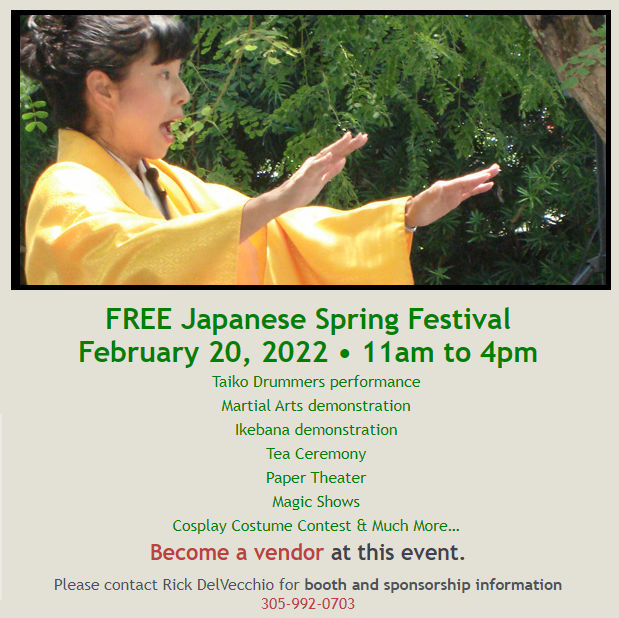 FREE Japanese Spring Festival
February 20, 2022 • 11am to 4pm
Taiko Drummers performance
Martial Arts demonstration
Ikebana demonstration
Tea Ceremony
Paper Theater
Magic Shows
Cosplay Costume Contest & Much More…
Become a vendor at this event.
Please contact Rick DelVecchio for booth and sponsorship information
305-992-0703